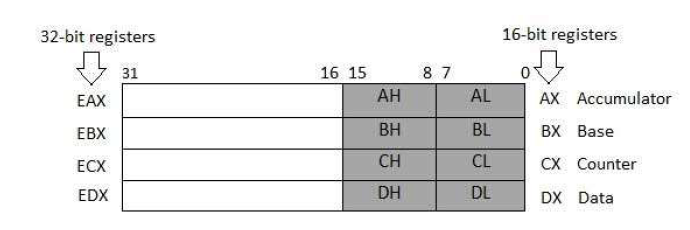 32-bit registers 16-bit registers
31 16 15 8 7 0
EAX AH AL AX Accumulator
EBX BH BL BX Base
ECX CH CL CX Counter
EDX DH DL DX Data